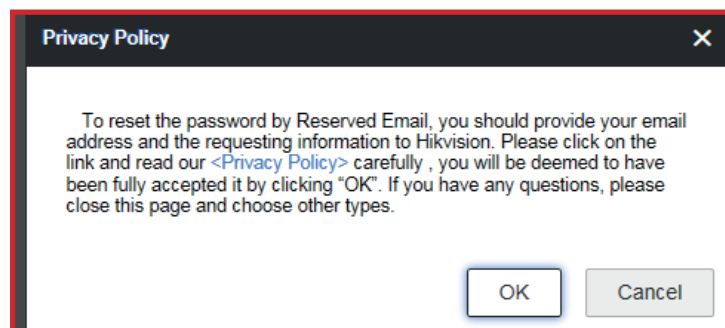 Privacy Policy
To reset the password by Reserved Email, you should provide your email
address and the requesting information to Hikvision. Please click on the
link and read our <Privacy Policy> carefully , you will be deemed to have
been fully accepted it by clicking “OK”. If you have any questions, please
close this page and choose other types.
OK Cancel